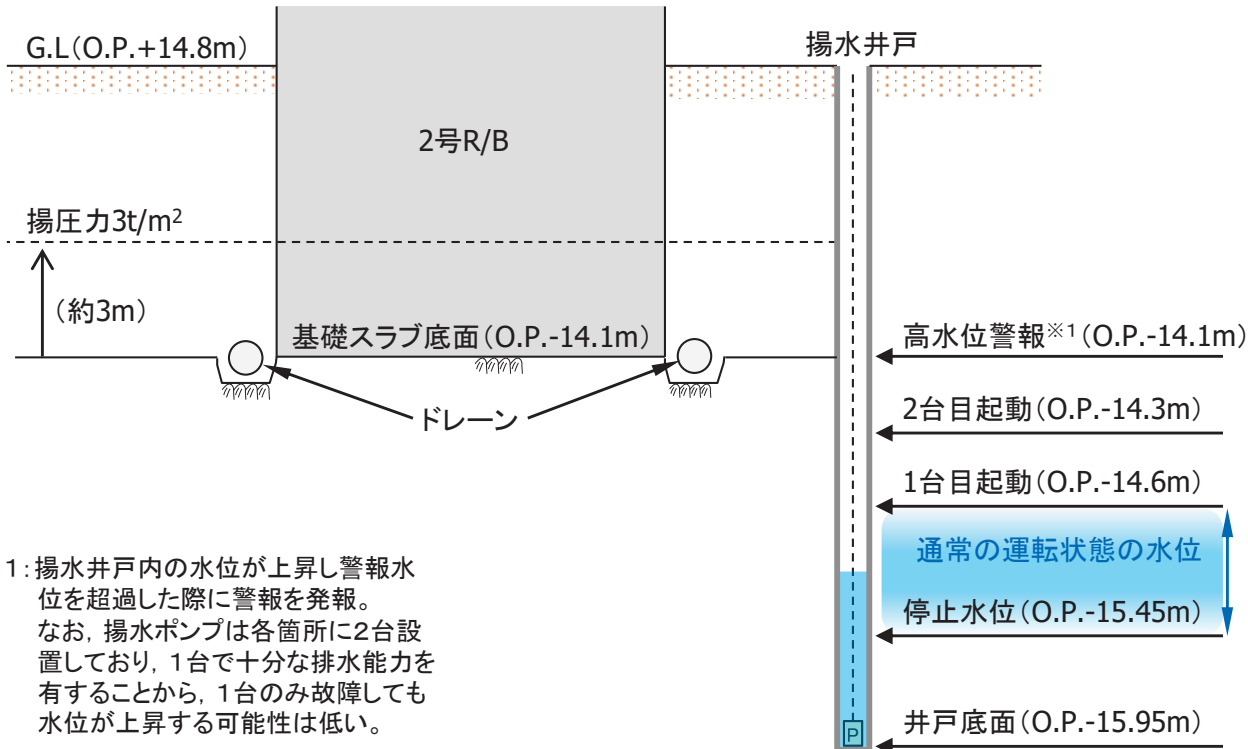 G.L(O.P.+14.8m)
揚水井戸
2号R/B
揚圧力3t/m²
(約3m)
基礎スラブ底面(O.P.-14.1m)
高水位警報※1(O.P.-14.1m)
ドレーン
2台目起動(O.P.-14.3m)
1台目起動(O.P.-14.6m)
通常の運転状態の水位
停止水位(O.P.-15.45m)
井戸底面(O.P.-15.95m)
P
1:揚水井戸内の水位が上昇し警報水
位を超過した際に警報を発報。
なお, 揚水ポンプは各箇所に2台設
置しており, 1台で十分な排水能力を
有することから, 1台のみ故障しても
水位が上昇する可能性は低い。